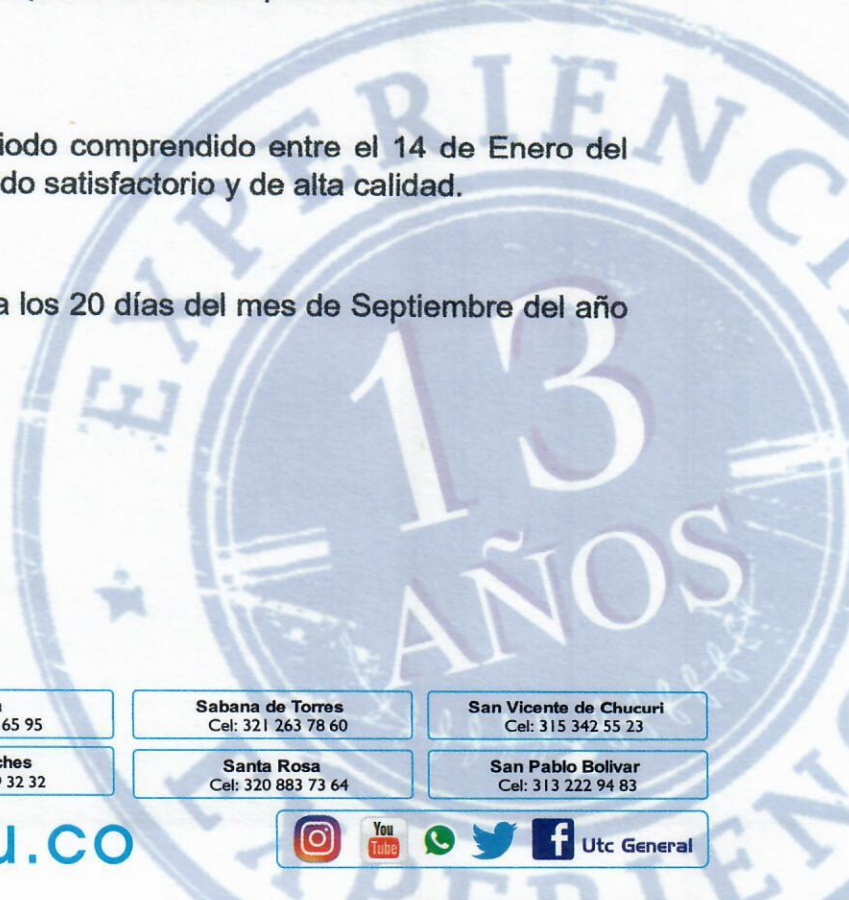 iodo comprendido entre el 14 de Enero del
do satisfactorio y de alta calidad.
a los 20 días del mes de Septiembre del año
EXPERIENCI
13
AÑOS
65 95
Sabana de Torres
Cel: 321 263 78 60
San Vicente de Chucuri
Cel: 315 342 55 23
ches
32 32
Santa Rosa
Cel: 320 883 73 64
San Pablo Bolivar
Cel: 313 222 94 83
u.co
You
Tube
f
Utc General